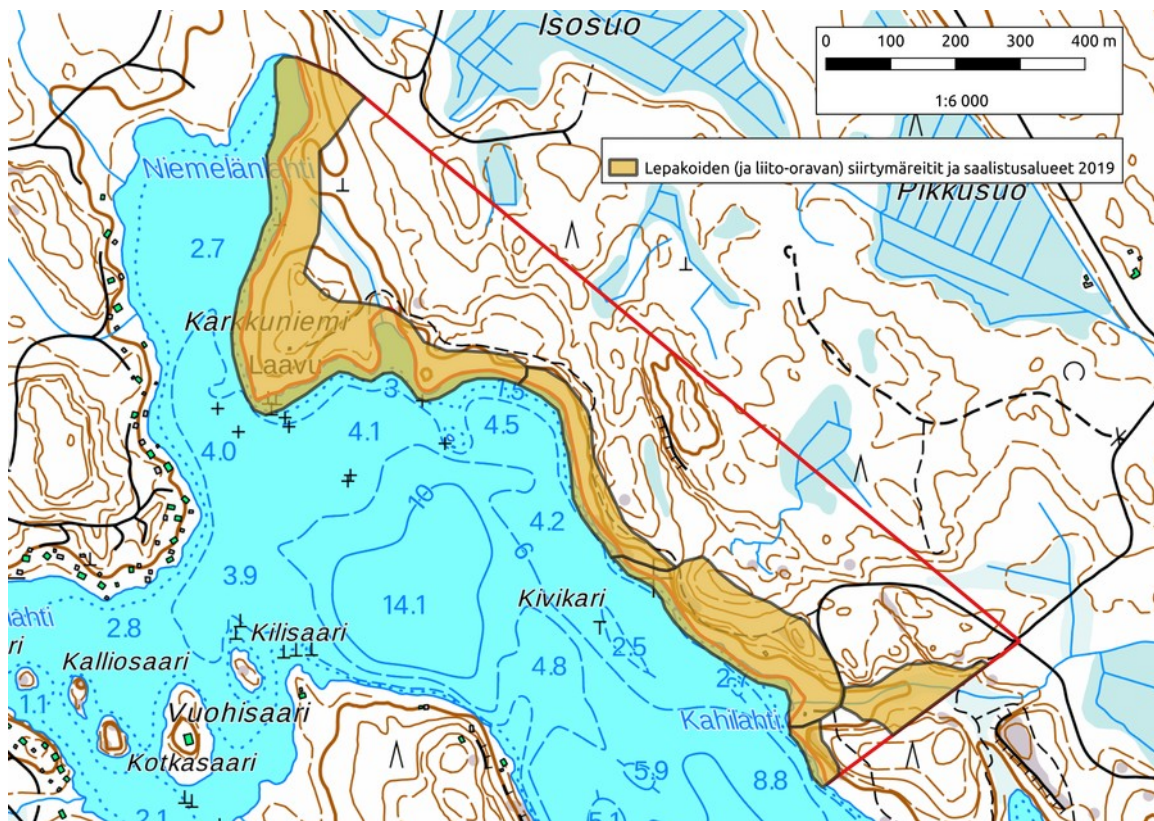 Isosuo
0 100 200 300 400 m
1:6 000
Lepakoiden (ja liito-oravan) siirtymäreitit ja saalistusalueet 2019
Niemelänlahti
Pikkusuo
2.7
Karkkuniemi
Laavu
3
1.5
4.0
4.1
4.5
10
4.2
6
3.9
14.1
Kivikari
2.8
Kilisaari
2.5
Kalliosaari
4.8
2.7
1.1
Vuohisaari
Kahilahti
Kotkasaari
5.9
8.8
2.1
5.1